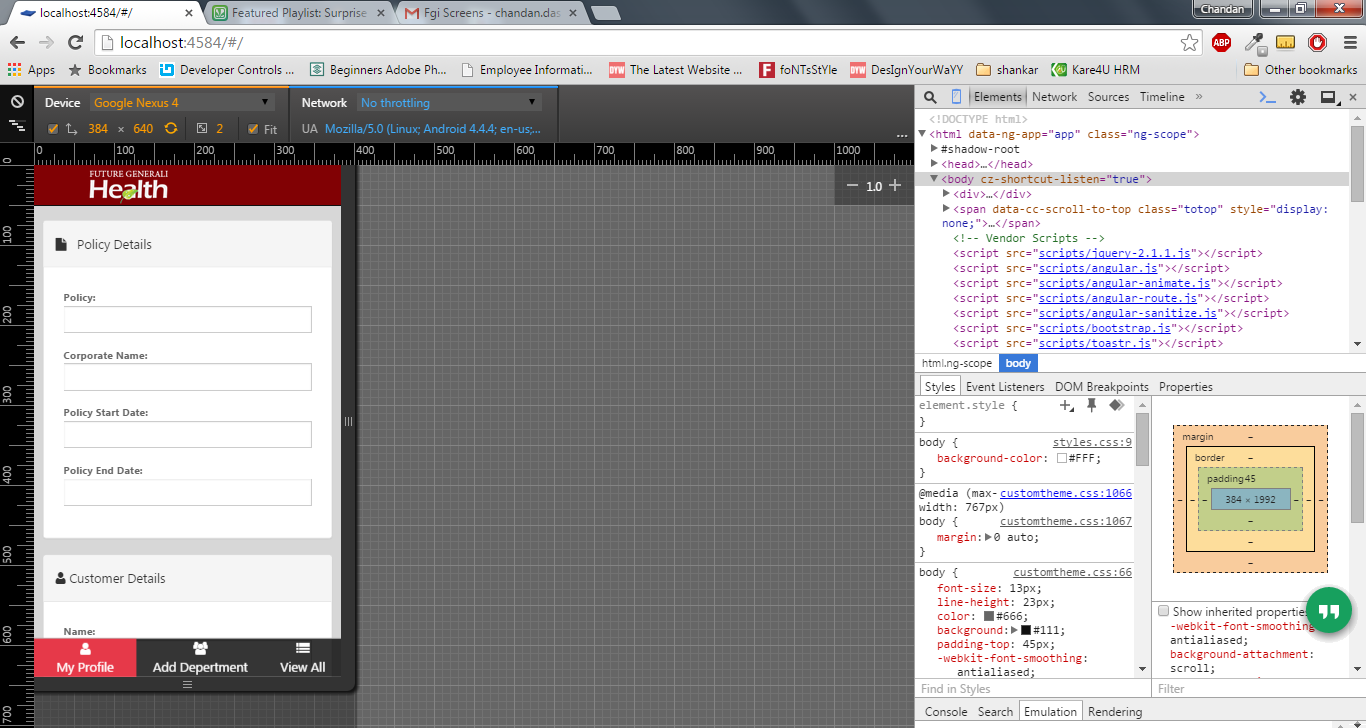 localhost:4584/#/
Featured Playlist: Surprise
Fgi Screens - chandan.das
Chandan
localhost:4584/#/
ABP
Apps
Bookmarks
Developer Controls ...
Beginners Adobe Ph...
Employee Informati...
The Latest Website ...
foNTsStYle
DesIgnYourWaYY
shankar
Kare4U HRM
Other bookmarks
Device Google Nexus 4
Network No throttling
384 × 640 2 Fit
UA Mozilla/5.0 (Linux; Android 4.4.4; en-us;...
...
0 100 200 300 400 500 600 700 800 900 1000
0 100 200 300 400 500 600 700
1.0
FUTURE GENERALI
Health
Policy Details
Policy:
Corporate Name:
Policy Start Date:
Policy End Date:
Customer Details
Name:
My Profile
Add Depertment
View All
Elements Network Sources Timeline »
<!DOCTYPE html>
<html data-ng-app="app" class="ng-scope">
#shadow-root
<head>…</head>
<body cz-shortcut-listen="true">
<div>…</div>
<span data-cc-scroll-to-top class="totop" style="display:
none;">…</span>
<!-- Vendor Scripts -->
<script src="scripts/jquery-2.1.1.js"></script>
<script src="scripts/angular.js"></script>
<script src="scripts/angular-animate.js"></script>
<script src="scripts/angular-route.js"></script>
<script src="scripts/angular-sanitize.js"></script>
<script src="scripts/bootstrap.js"></script>
<script src="scripts/toastr.js"></script>
html.ng-scope body
Styles Event Listeners DOM Breakpoints Properties
element.style {
}
body { styles.css:9
background-color: #FFF;
}
@media (max- customtheme.css:1066
width: 767px)
body { customtheme.css:1067
margin: 0 auto;
}
body { customtheme.css:66
font-size: 13px;
line-height: 23px;
color: #666;
background: #111;
padding-top: 45px;
-webkit-font-smoothing:
antialiased;
Find in Styles
margin –
border –
padding45
– – – 384 × 1992 – – –
–
–
–
Show inherited propertie
-webkit-font-smoothing
antialiased;
background-attachment:
scroll;
Filter
Console Search Emulation Rendering